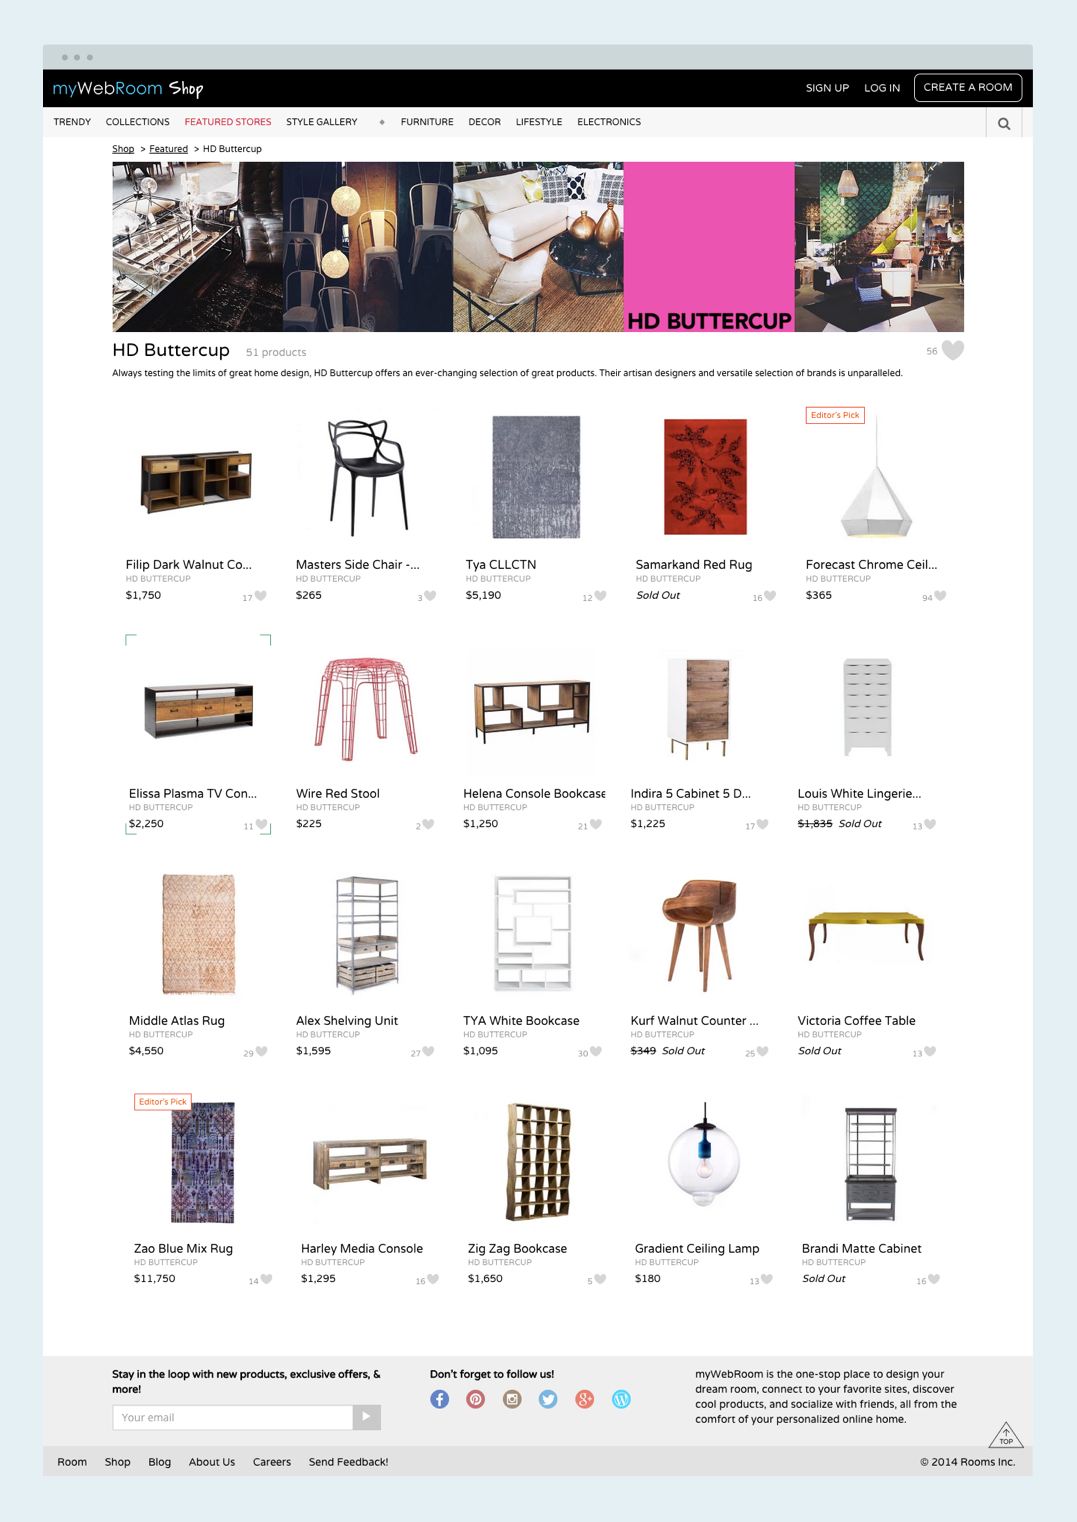 myWebRoom Shop
SIGN UP LOG IN CREATE A ROOM
TRENDY COLLECTIONS FEATURED STORES STYLE GALLERY FURNITURE DECOR LIFESTYLE ELECTRONICS
Shop > Featured > HD Buttercup
HD BUTTERCUP
HD Buttercup 51 products 56
Always testing the limits of great home design, HD Buttercup offers an ever-changing selection of great products. Their artisan designers and versatile selection of brands is unparalleled.
Editor's Pick
Filip Dark Walnut Co... Masters Side Chair -... Tya CLLCTN Samarkand Red Rug Forecast Chrome Ceil...
HD BUTTERCUP HD BUTTERCUP HD BUTTERCUP HD BUTTERCUP HD BUTTERCUP
$1,750 17 $265 3 $5,190 12 Sold Out 16 $365 94
Elissa Plasma TV Con... Wire Red Stool Helena Console Bookcase Indira 5 Cabinet 5 D... Louis White Lingerie...
HD BUTTERCUP HD BUTTERCUP HD BUTTERCUP HD BUTTERCUP HD BUTTERCUP
$2,250 11 $225 2 $1,250 21 $1,225 17 $1,835 Sold Out 13
Middle Atlas Rug Alex Shelving Unit TYA White Bookcase Kurf Walnut Counter ... Victoria Coffee Table
HD BUTTERCUP HD BUTTERCUP HD BUTTERCUP HD BUTTERCUP HD BUTTERCUP
$4,550 29 $1,595 27 $1,095 30 $349 Sold Out 25 Sold Out 13
Editor's Pick
Zao Blue Mix Rug Harley Media Console Zig Zag Bookcase Gradient Ceiling Lamp Brandi Matte Cabinet
HD BUTTERCUP HD BUTTERCUP HD BUTTERCUP HD BUTTERCUP HD BUTTERCUP
$11,750 14 $1,295 16 $1,650 5 $180 13 Sold Out 16
Stay in the loop with new products, exclusive offers, &
more!
Your email
Don't forget to follow us!
myWebRoom is the one-stop place to design your
dream room, connect to your favorite sites, discover
cool products, and socialize with friends, all from the
comfort of your personalized online home.
TOP
Room Shop Blog About Us Careers Send Feedback! © 2014 Rooms Inc.